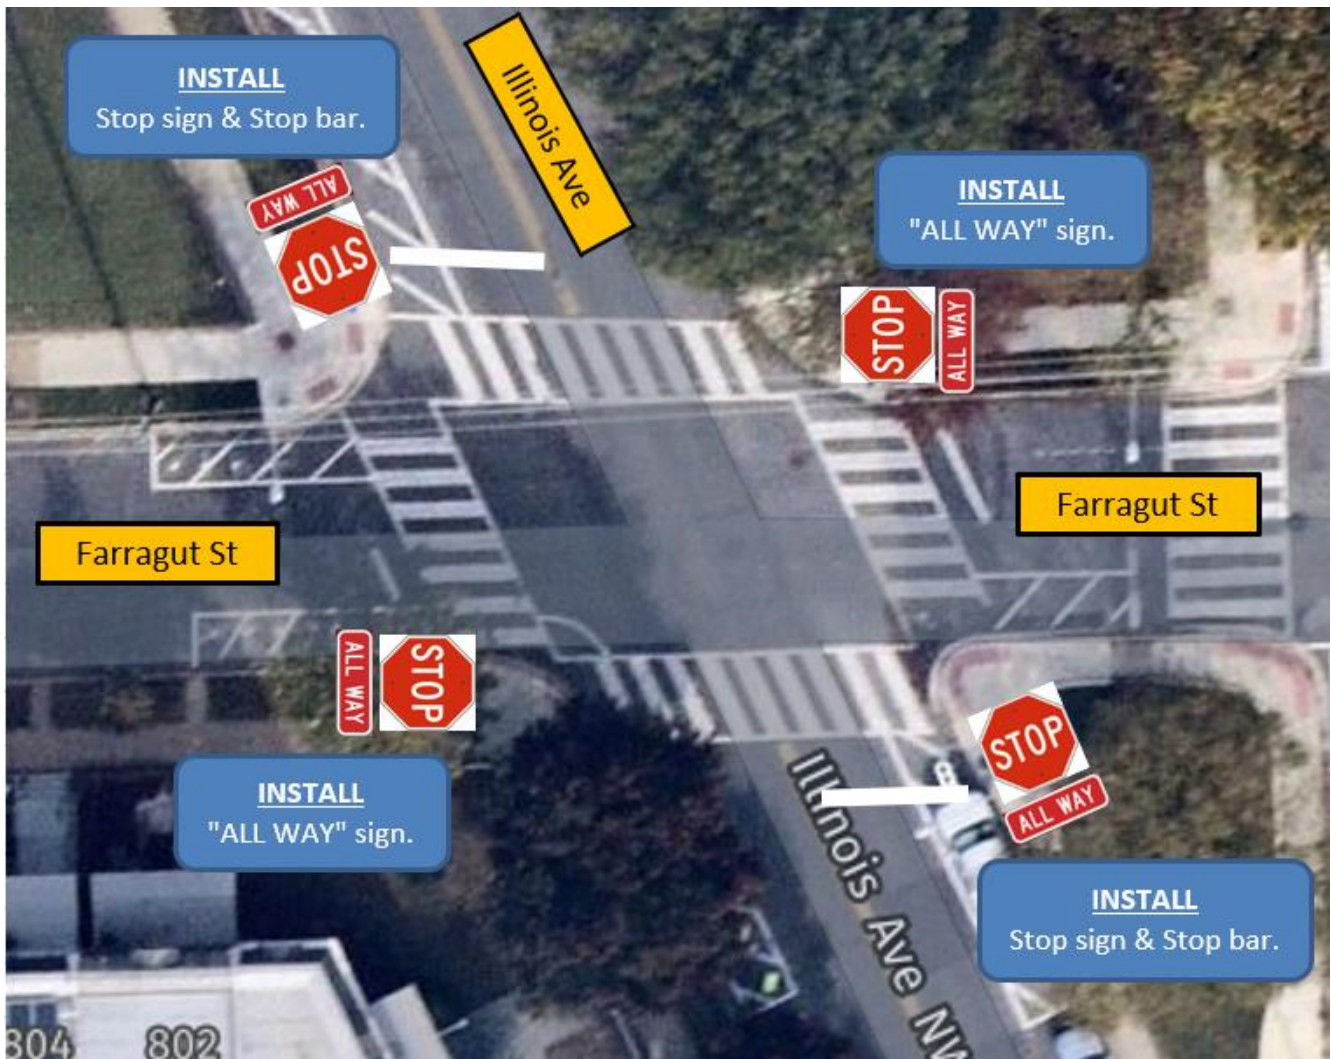 INSTALL
Stop sign & Stop bar.
Illinois Ave
ALL WAY
STOP
INSTALL
"ALL WAY" sign.
STOP
ALL WAY
Farragut St
Farragut St
ALL WAY
STOP
STOP
ALL WAY
INSTALL
"ALL WAY" sign.
Illinois Ave NW
INSTALL
Stop sign & Stop bar.
804
802